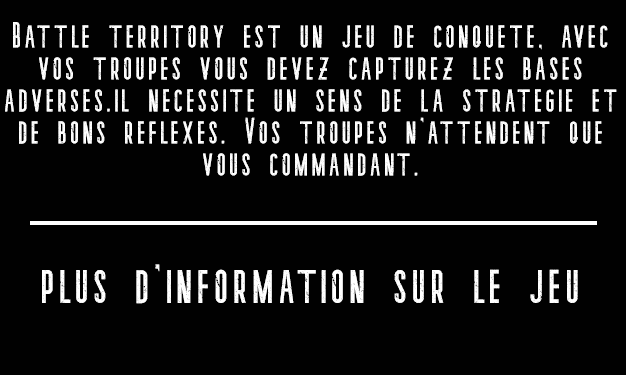 Battle territory est un jeu de conquete, avec
vos troupes vous devez capturez les bases
adverses.il necessite un sens de la strategie et
de bons reflexes. Vos troupes n'attendent que
vous commandant.
plus d'information sur le jeu